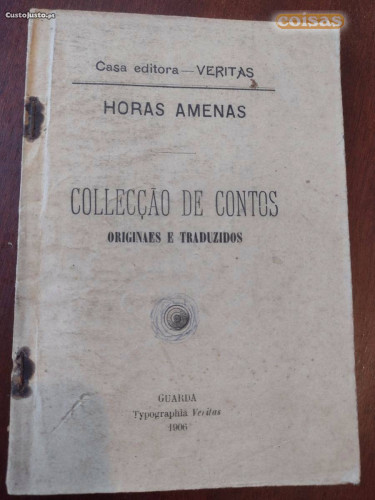 CustoJusto.pt
coisas
Casa editora — VERITAS
HORAS AMENAS
COLLECÇÃO DE CONTOS
ORIGINAES E TRADUZIDOS
GUARDA
Typographia Veritas
1906